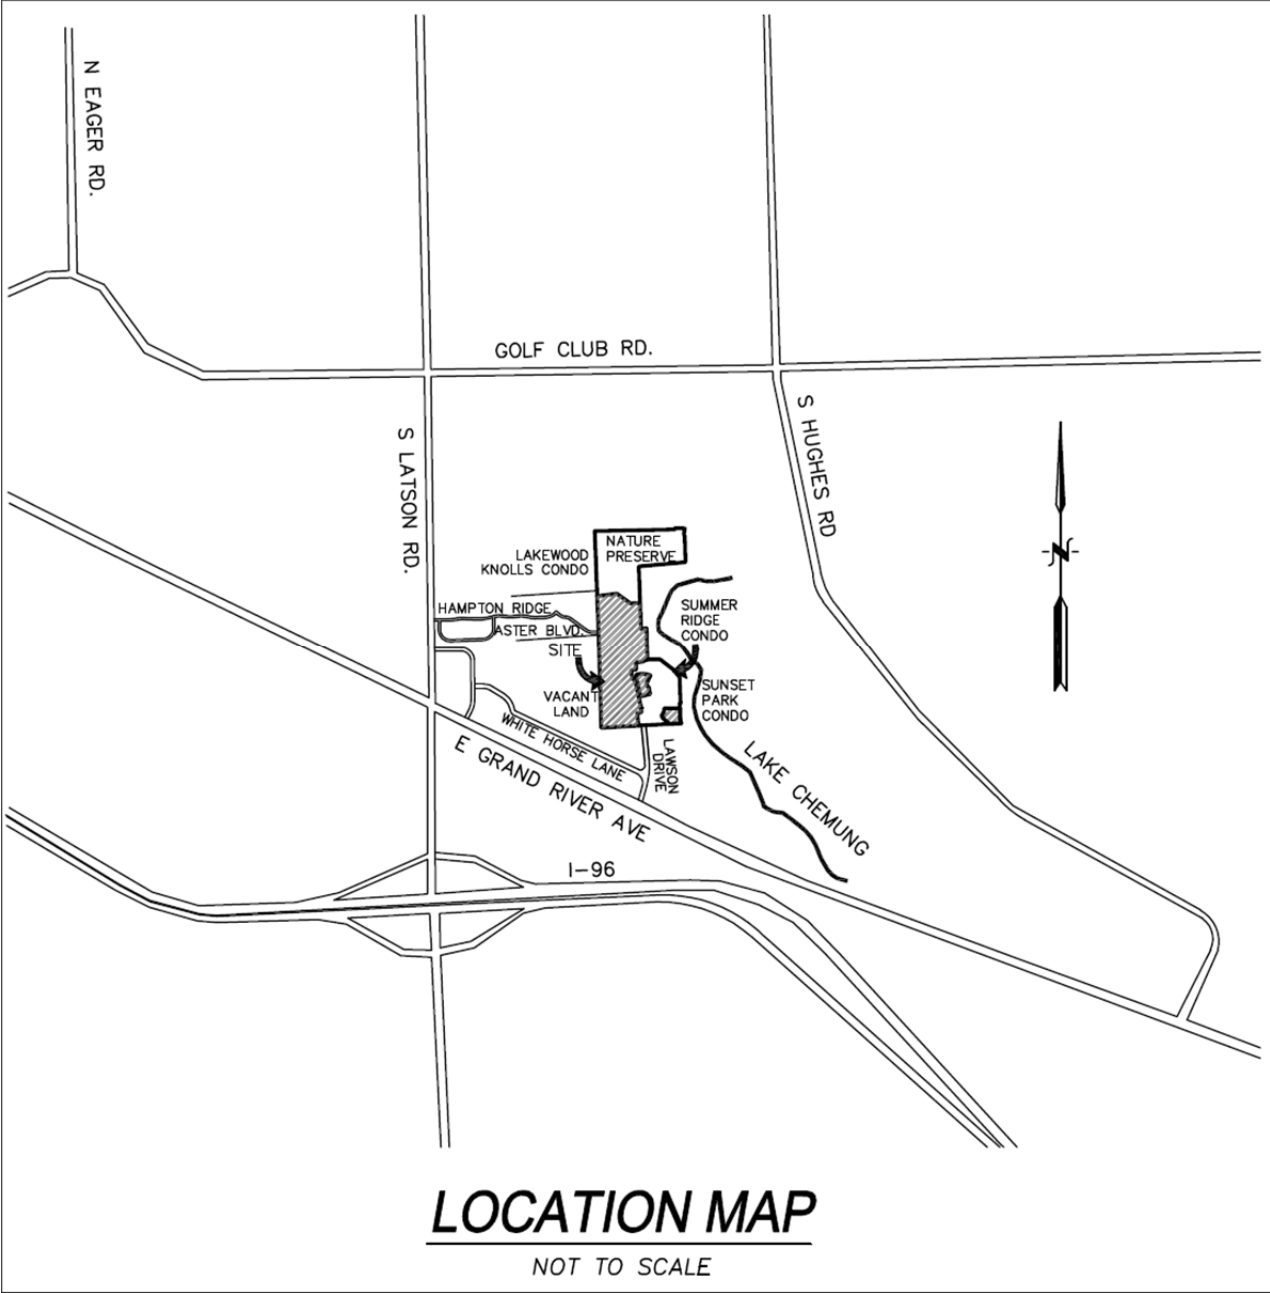 N EAGER RD.
GOLF CLUB RD.
S HUGHES RD
S LATSON RD.
N
NATURE
PRESERVE
LAKEWOOD
KNOLLS CONDO
SUMMER
RIDGE
CONDO
HAMPTON RIDGE
ASTER BLVD.
SITE
SUNSET
PARK
CONDO
VACANT
LAND
WHITE HORSE LANE
LAWSON
DRIVE
LAKE CHEMUNG
E GRAND RIVER AVE
I-96
LOCATION MAP
NOT TO SCALE